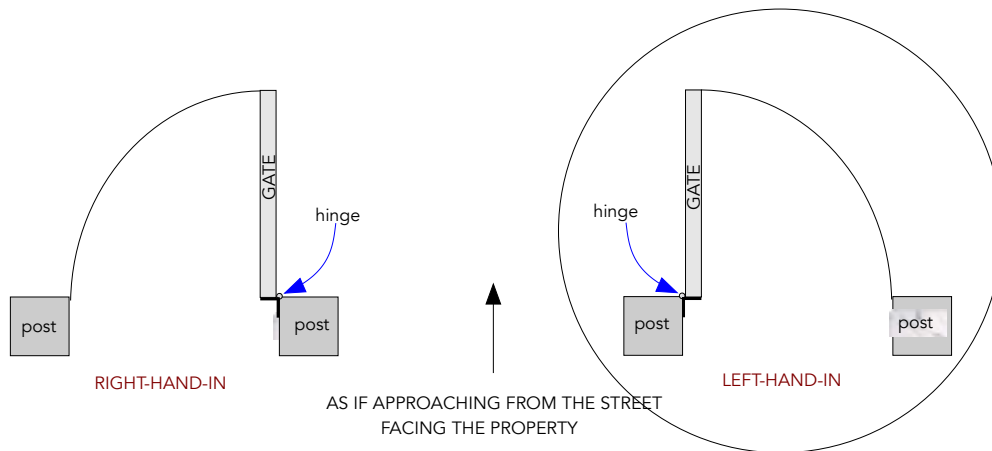 GATE
hinge
post
post
RIGHT-HAND-IN
GATE
hinge
post
post
LEFT-HAND-IN
AS IF APPROACHING FROM THE STREET
FACING THE PROPERTY